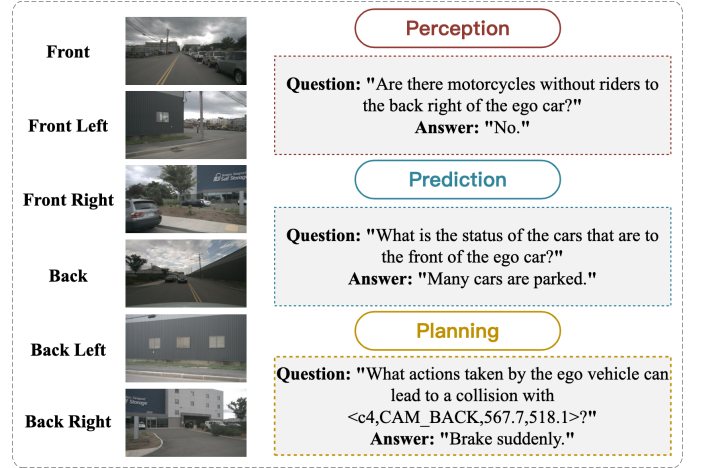 Front
Front Left
Front Right
Back
Back Left
Back Right
Self Storage
Perception
Question: "Are there motorcycles without riders to
the back right of the ego car?"
Answer: "No."
Prediction
Question: "What is the status of the cars that are to
the front of the ego car?"
Answer: "Many cars are parked."
Planning
Question: "What actions taken by the ego vehicle can
lead to a collision with
<c4,CAM_BACK,567.7,518.1>?"
Answer: "Brake suddenly."